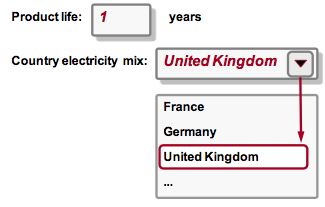 Product life: 1 years
Country electricity mix: United Kingdom
France
Germany
United Kingdom
...